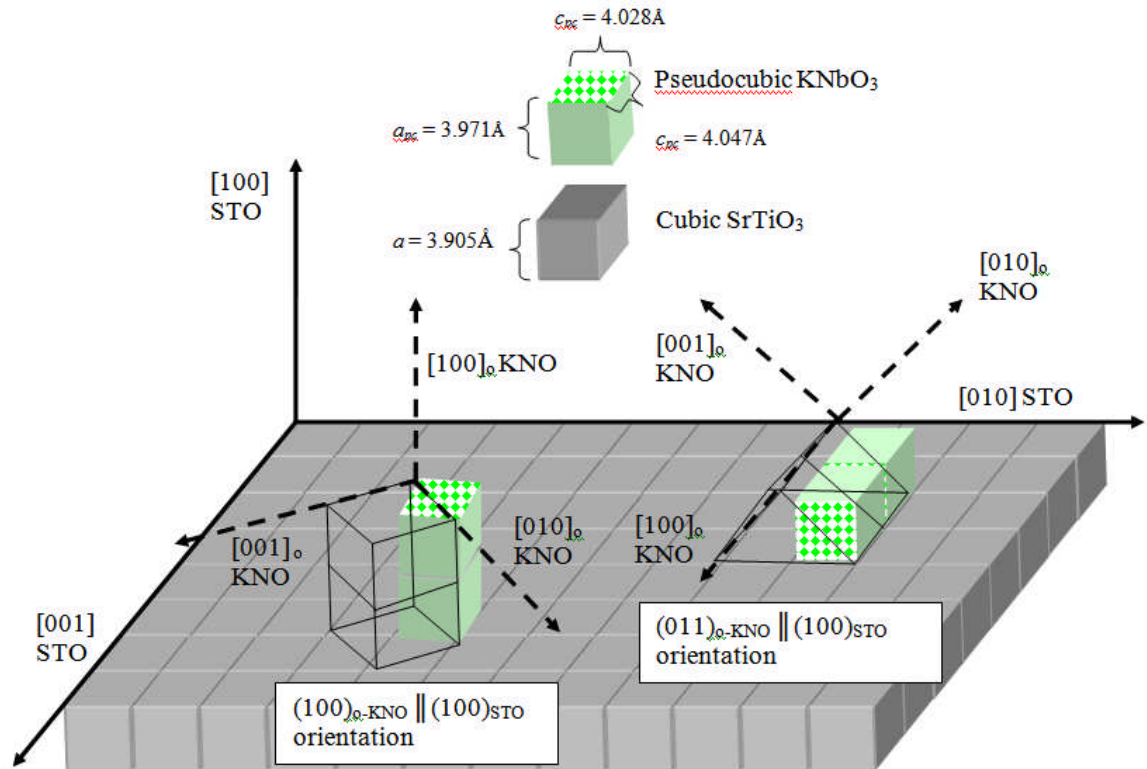 c_pc = 4.028Å
Pseudocubic KNbO₃
a_pc = 3.971Å
c_pc = 4.047Å
[100]
STO
Cubic SrTiO₃
a = 3.905Å
[010]ₒ
KNO
[001]ₒ
KNO
[100]ₒ KNO
[010] STO
[010]ₒ
KNO
[100]ₒ
KNO
[001]ₒ
KNO
[001]
STO
(011)ₒ₋KNO ‖ (100)STO
orientation
(100)ₒ₋KNO ‖ (100)STO
orientation